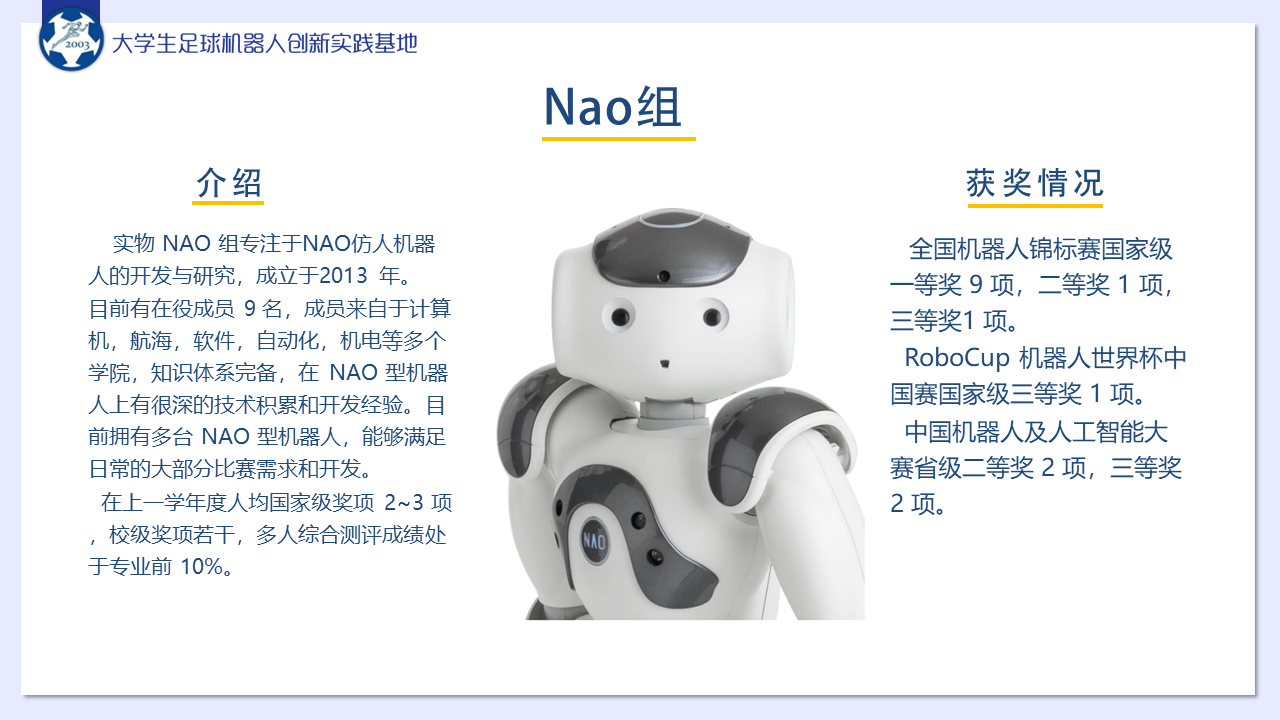 2003
大学生足球机器人创新实践基地
Nao组
介绍
实物 NAO 组专注于NAO仿人机器
人的开发与研究，成立于2013 年。
目前有在役成员 9 名，成员来自于计算
机，航海，软件，自动化，机电等多个
学院，知识体系完备，在 NAO 型机器
人上有很深的技术积累和开发经验。目
前拥有多台 NAO 型机器人，能够满足
日常的大部分比赛需求和开发。
在上一学年度人均国家级奖项 2~3 项
，校级奖项若干，多人综合测评成绩处
于专业前 10%。
NAO
获奖情况
全国机器人锦标赛国家级
一等奖 9 项，二等奖 1 项，
三等奖1 项。
RoboCup 机器人世界杯中
国赛国家级三等奖 1 项。
中国机器人及人工智能大
赛省级二等奖 2 项，三等奖
2 项。